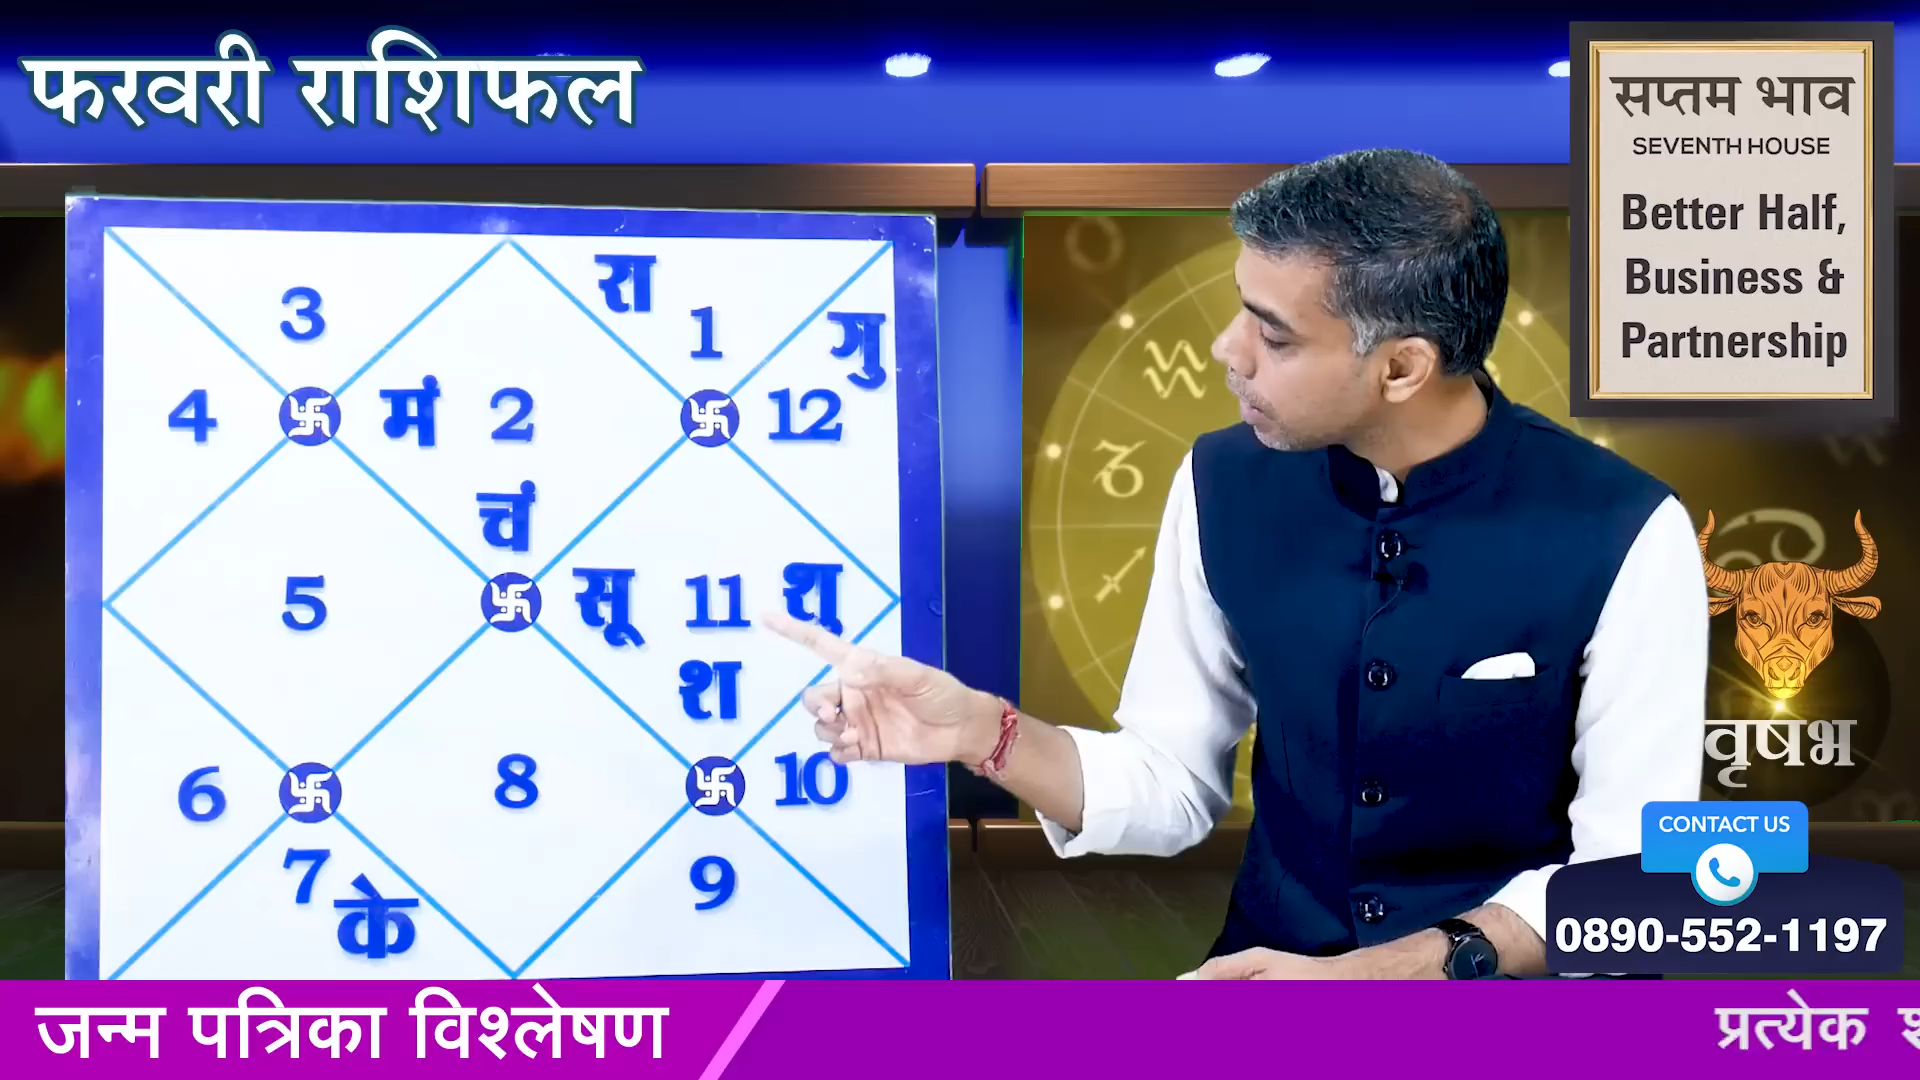 फरवरी राशिफल
सप्तम भाव
SEVENTH HOUSE
Better Half,
Business &
Partnership
रा
3
1
गु
4
मं 2
12
चं
5
सू 11 शु
श
6
8
10
7
के
9
वृषभ
CONTACT US
0890-552-1197
जन्म पत्रिका विश्लेषण
प्रत्येक